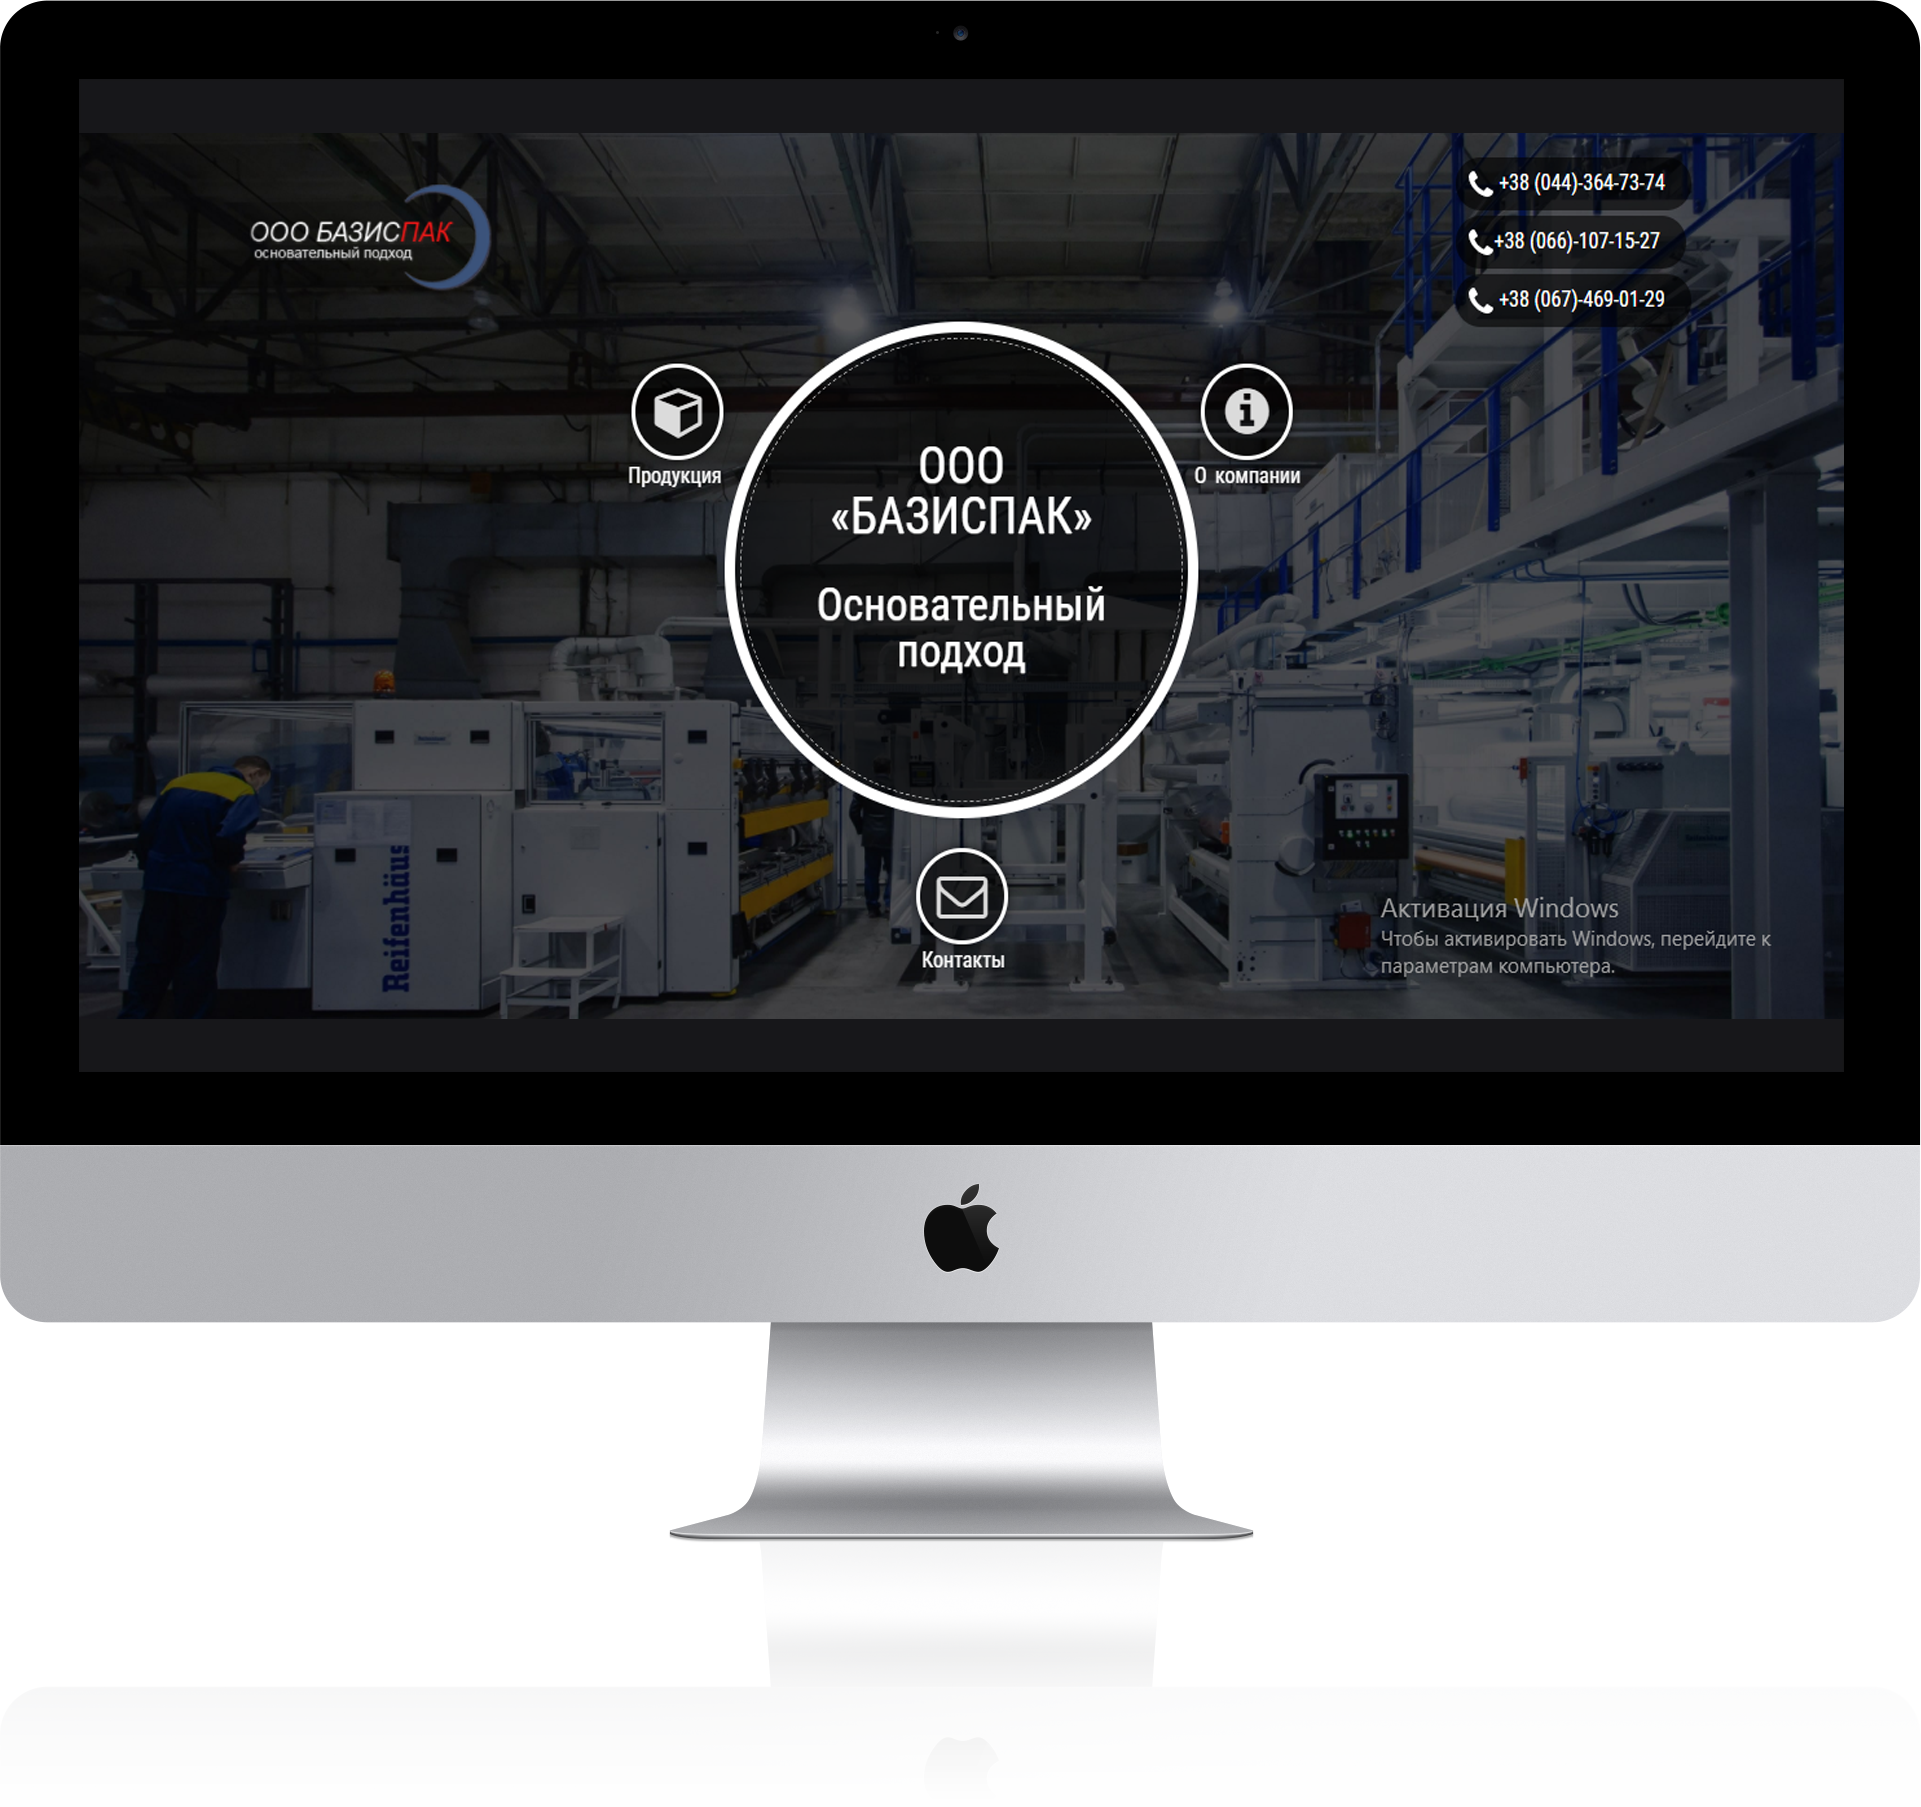 ООО БАЗИСПАК
основательный подход
+38 (044)-364-73-74
+38 (066)-107-15-27
+38 (067)-469-01-29
Продукция
О компании
ООО
«БАЗИСПАК»
Основательный
подход
Контакты
Reifenhäus
Активация Windows
Чтобы активировать Windows, перейдите к
параметрам компьютера.